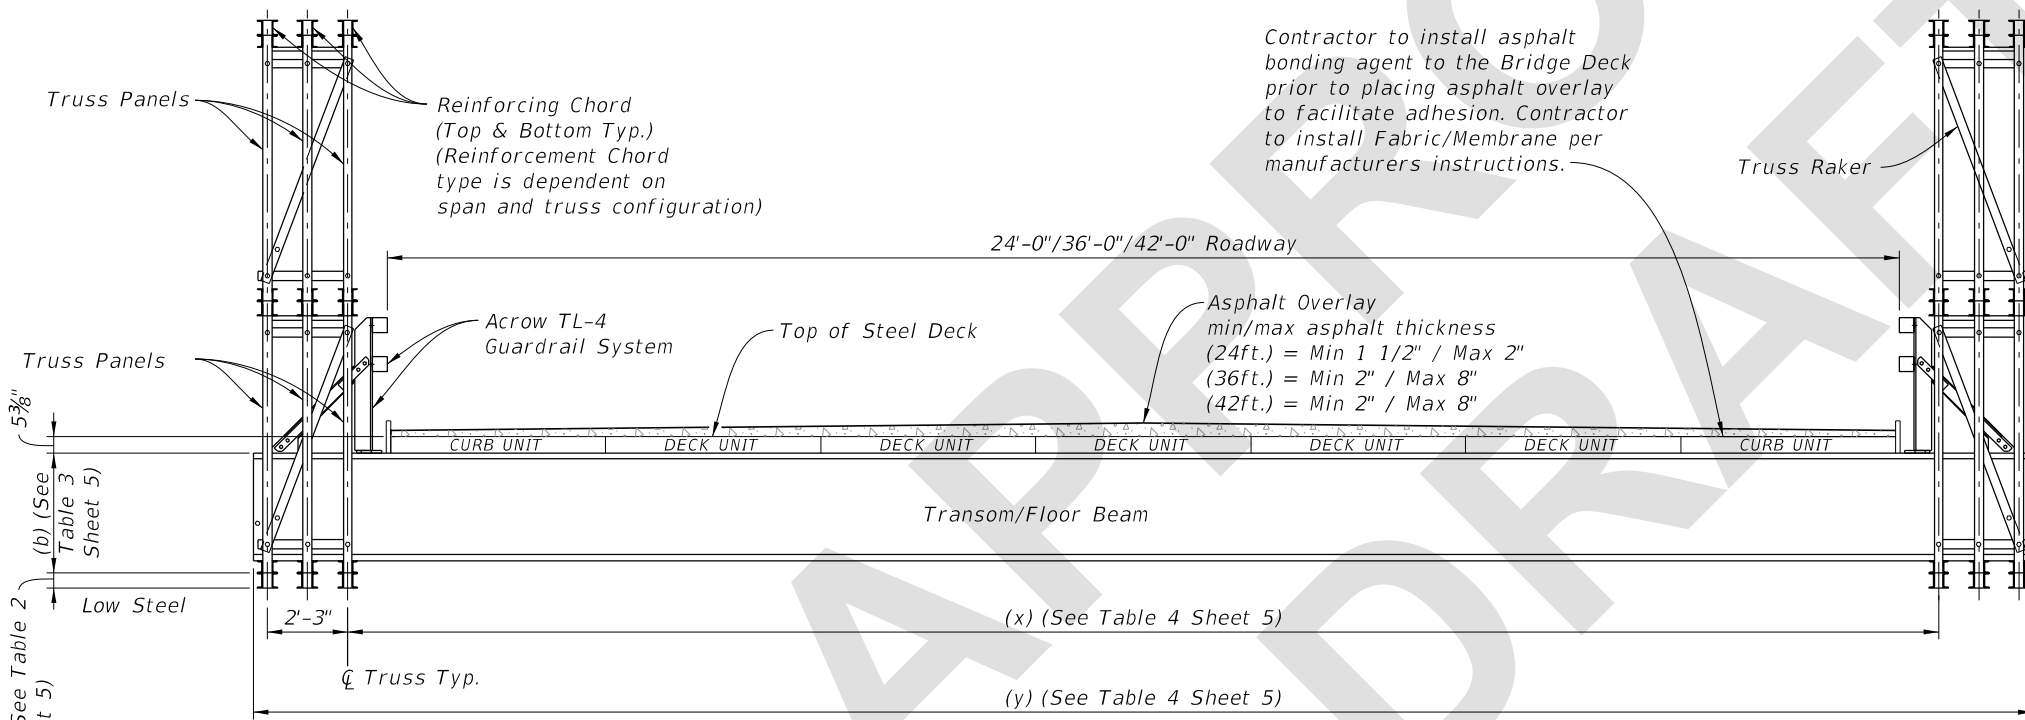 Truss Panels
Reinforcing Chord
(Top & Bottom Typ.)
(Reinforcement Chord
type is dependent on
span and truss configuration)
Contractor to install asphalt
bonding agent to the Bridge Deck
prior to placing asphalt overlay
to facilitate adhesion. Contractor
to install Fabric/Membrane per
manufacturers instructions.
Truss Raker
24'-0"/36'-0"/42'-0" Roadway
Acrow TL-4
Guardrail System
Top of Steel Deck
Asphalt Overlay
min/max asphalt thickness
(24ft.) = Min 1 1/2" / Max 2"
(36ft.) = Min 2" / Max 8"
(42ft.) = Min 2" / Max 8"
Truss Panels
5⅜"
CURB UNIT
DECK UNIT
DECK UNIT
DECK UNIT
DECK UNIT
DECK UNIT
CURB UNIT
(b) (See
Table 3
Sheet 5)
Transom/Floor Beam
Low Steel
2'-3"
(x) (See Table 4 Sheet 5)
℄ Truss Typ.
(y) (See Table 4 Sheet 5)
See Table 2
t 5)
APPRO
DRAFT